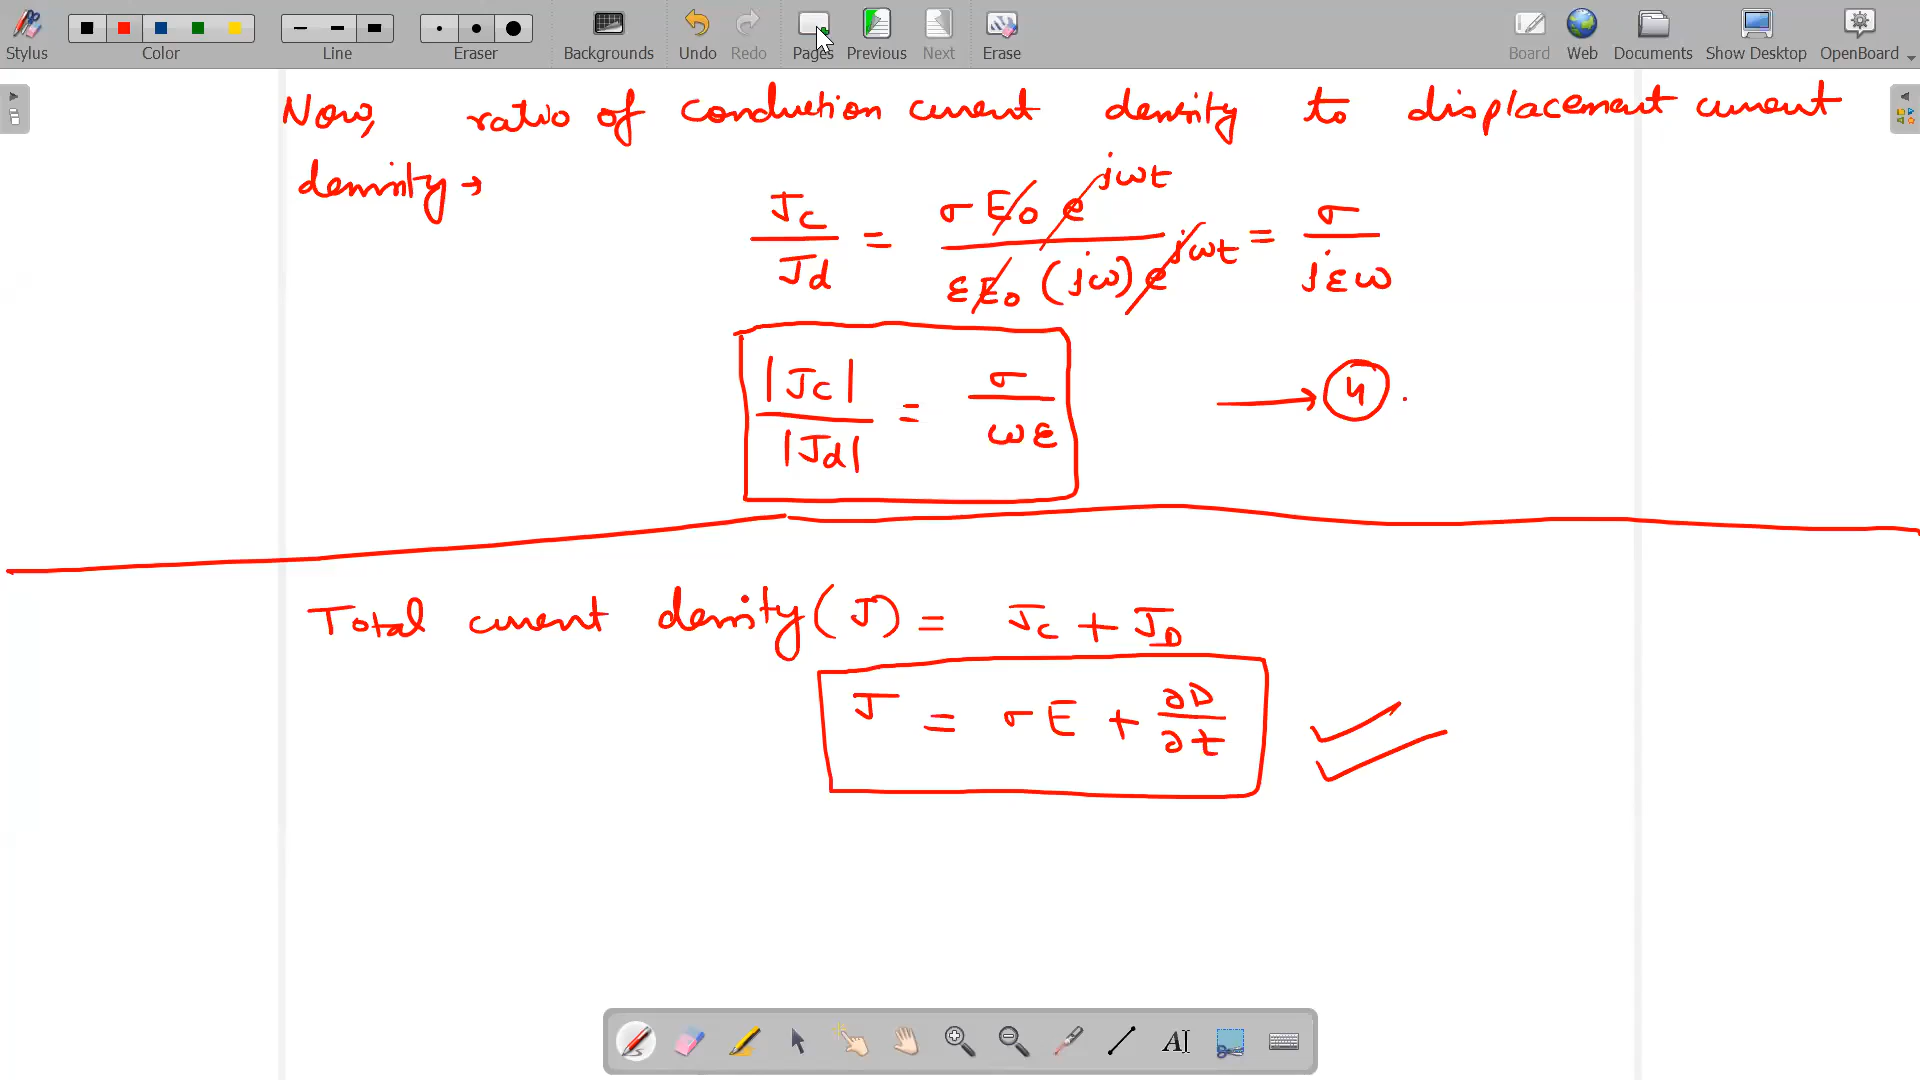 Stylus Color Line Eraser Backgrounds Undo Redo Pages Previous Next Erase Board Web Documents Show Desktop OpenBoard
Now, ratio of conduction current density to displacement current
density →
Jc/Jd = σ E₀ e^jωt / ε E₀ (jω) e^jωt = σ/jεω
|Jc|/|Jd| = σ/ωε → 4 .
Total current density (J) = Jc + JD
J = σE + ∂D/∂t
AI